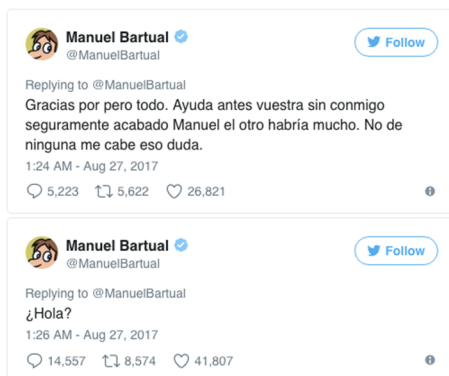 Manuel Bartual
@ManuelBartual
Follow
Replying to @ManuelBartual
Gracias por pero todo. Ayuda antes vuestra sin conmigo
seguramente acabado Manuel el otro habría mucho. No de
ninguna me cabe eso duda.
1:24 AM - Aug 27, 2017
5,223 5,622 26,821
Manuel Bartual
@ManuelBartual
Follow
Replying to @ManuelBartual
¿Hola?
1:26 AM - Aug 27, 2017
14,557 8,574 41,807